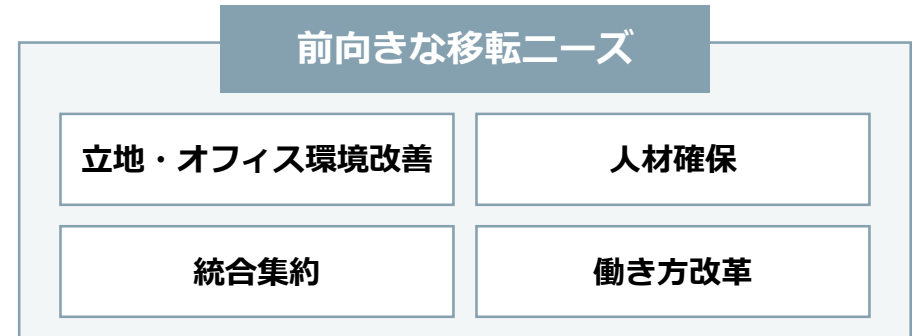 前向きな移転ニーズ
立地・オフィス環境改善
人材確保
統合集約
働き方改革